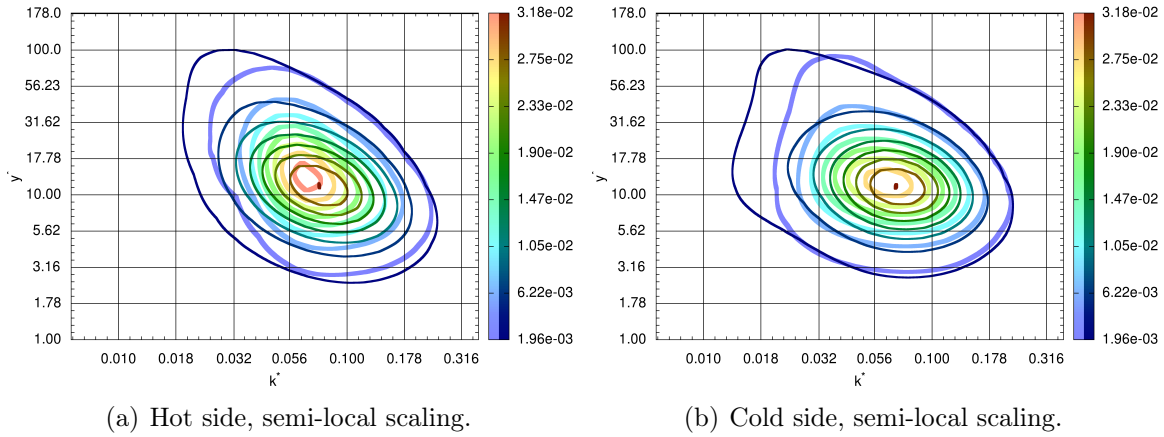 178.0
100.0
56.23
31.62
17.78
10.00
5.62
3.16
1.78
1.00
y*
0.010 0.018 0.032 0.056 0.100 0.178 0.316
k*
3.18e-02
2.75e-02
2.33e-02
1.90e-02
1.47e-02
1.05e-02
6.22e-03
1.96e-03
(a) Hot side, semi-local scaling.
178.0
100.0
56.23
31.62
17.78
10.00
5.62
3.16
1.78
1.00
y*
0.010 0.018 0.032 0.056 0.100 0.178 0.316
k*
3.18e-02
2.75e-02
2.33e-02
1.90e-02
1.47e-02
1.05e-02
6.22e-03
1.96e-03
(b) Cold side, semi-local scaling.